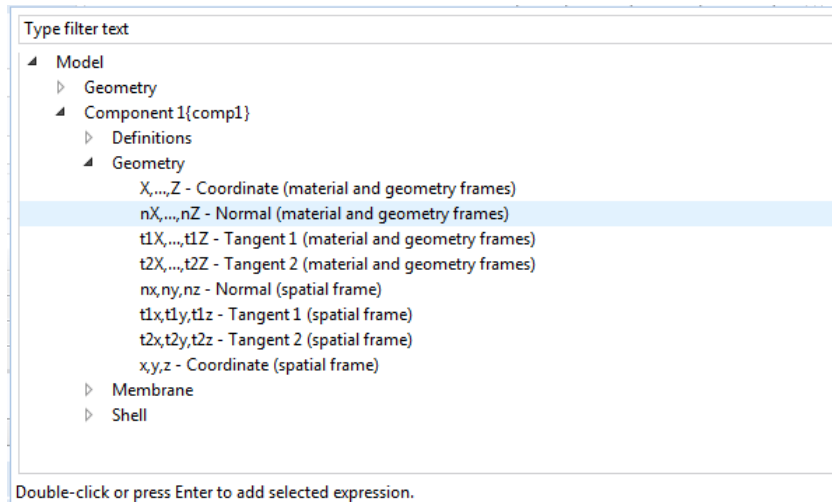 Type filter text
Model
Geometry
Component 1{comp1}
Definitions
Geometry
X,...,Z - Coordinate (material and geometry frames)
nX,...,nZ - Normal (material and geometry frames)
t1X,...,t1Z - Tangent 1 (material and geometry frames)
t2X,...,t2Z - Tangent 2 (material and geometry frames)
nx,ny,nz - Normal (spatial frame)
t1x,t1y,t1z - Tangent 1 (spatial frame)
t2x,t2y,t2z - Tangent 2 (spatial frame)
x,y,z - Coordinate (spatial frame)
Membrane
Shell
Double-click or press Enter to add selected expression.